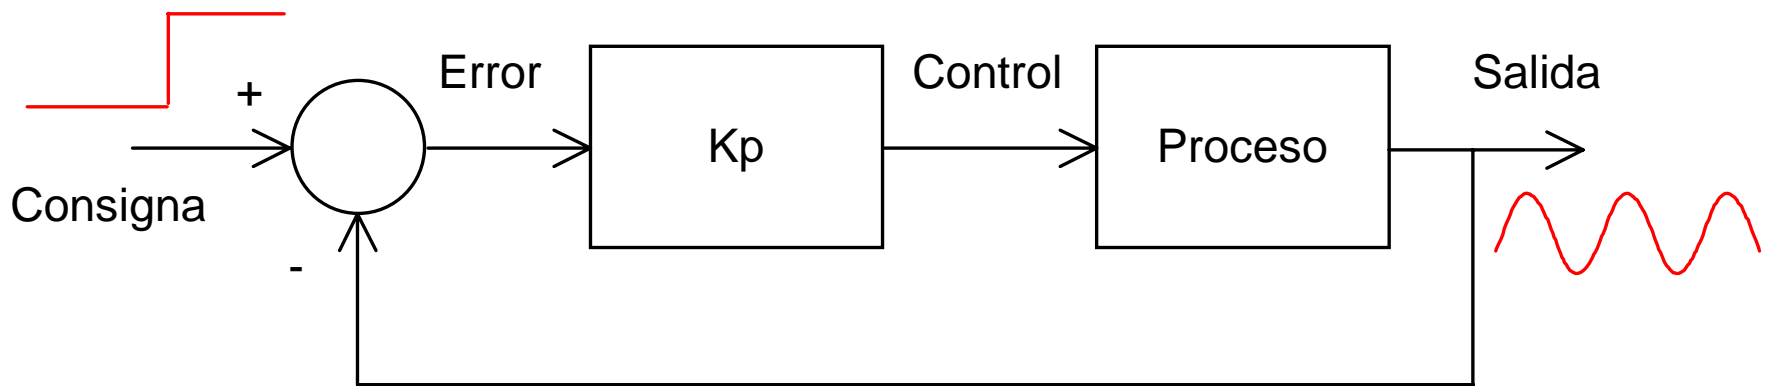 Error
Control
Salida
+
Kp
Proceso
Consigna
-